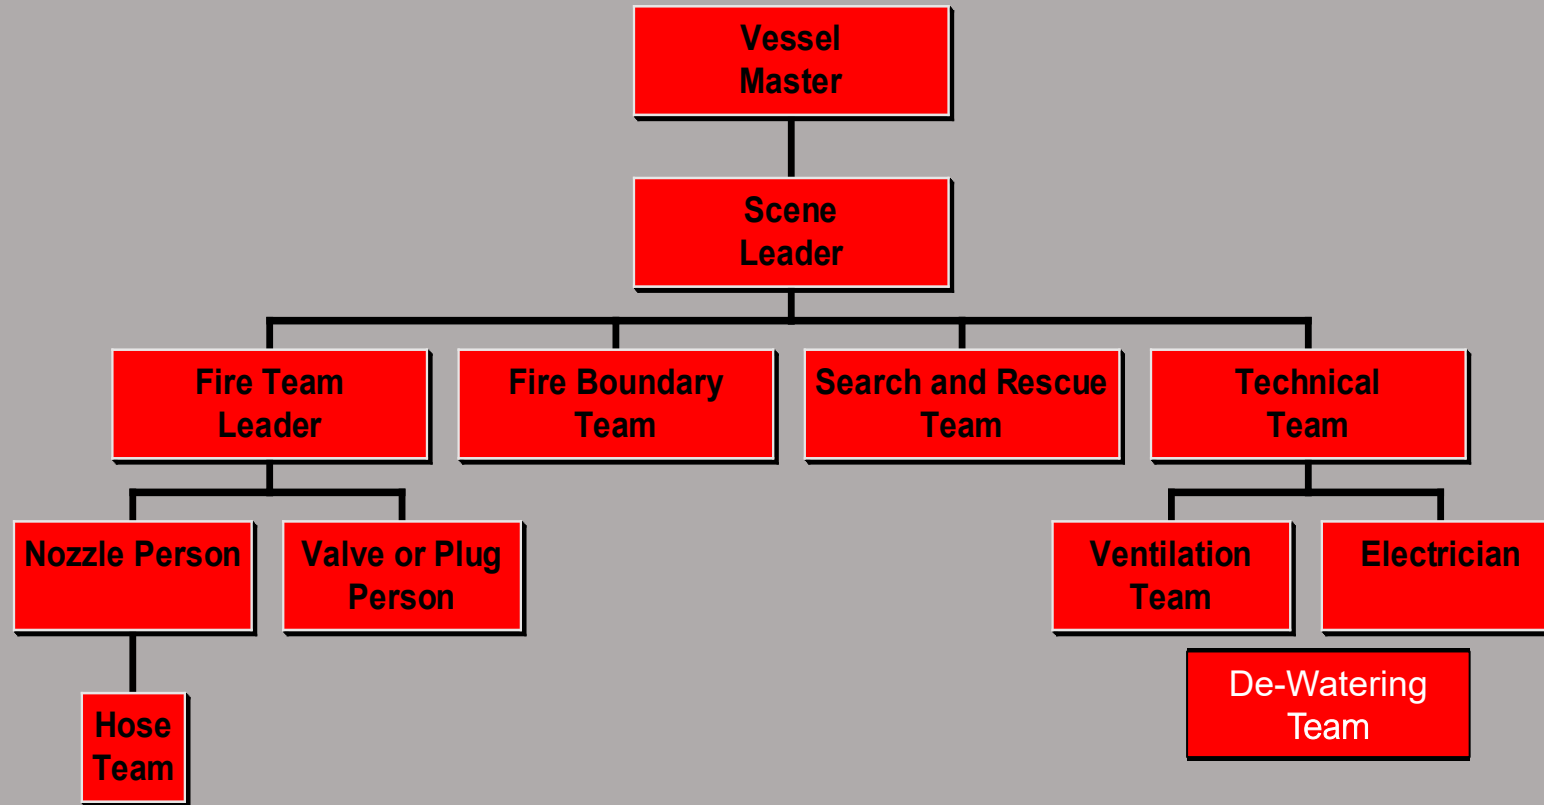 Vessel
Master
Scene
Leader
Fire Team
Leader
Fire Boundary
Team
Search and Rescue
Team
Technical
Team
Nozzle Person
Valve or Plug
Person
Ventilation
Team
Electrician
De-Watering
Team
Hose
Team